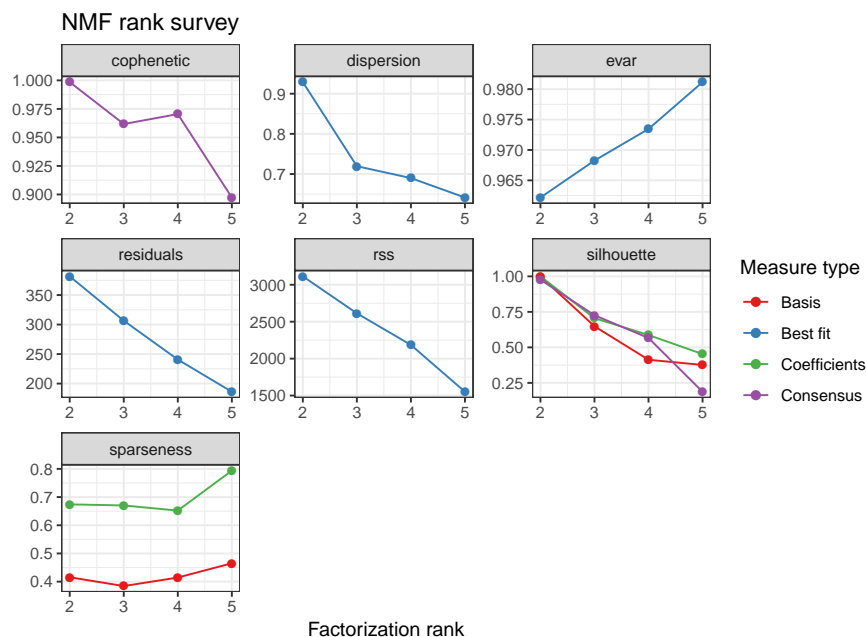 NMF rank survey
cophenetic
dispersion
evar
1.000
0.975
0.950
0.925
0.900
2 3 4 5
0.9
0.8
0.7
2 3 4 5
0.980
0.975
0.970
0.965
2 3 4 5
residuals
rss
silhouette
350
300
250
200
2 3 4 5
3000
2500
2000
1500
2 3 4 5
1.00
0.75
0.50
0.25
2 3 4 5
sparseness
0.8
0.7
0.6
0.5
0.4
2 3 4 5
Factorization rank
Measure type
Basis
Best fit
Coefficients
Consensus